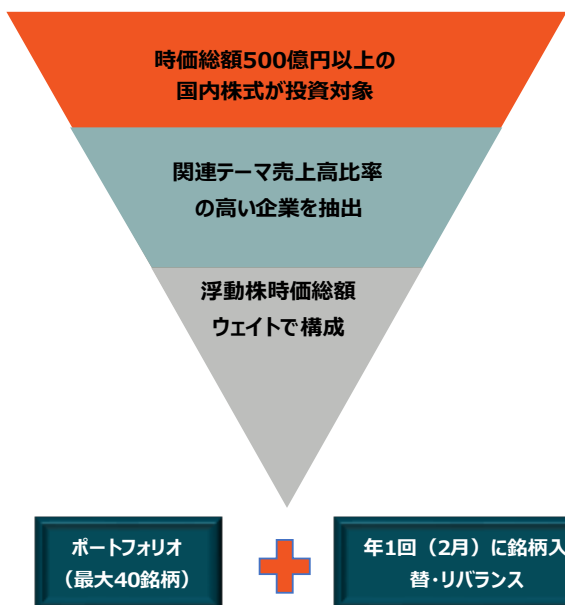 時価総額500億円以上の
国内株式が投資対象
関連テーマ売上高比率
の高い企業を抽出
浮動株時価総額
ウェイトで構成
ポートフォリオ
（最大40銘柄）
年1回（2月）に銘柄入
替・リバランス